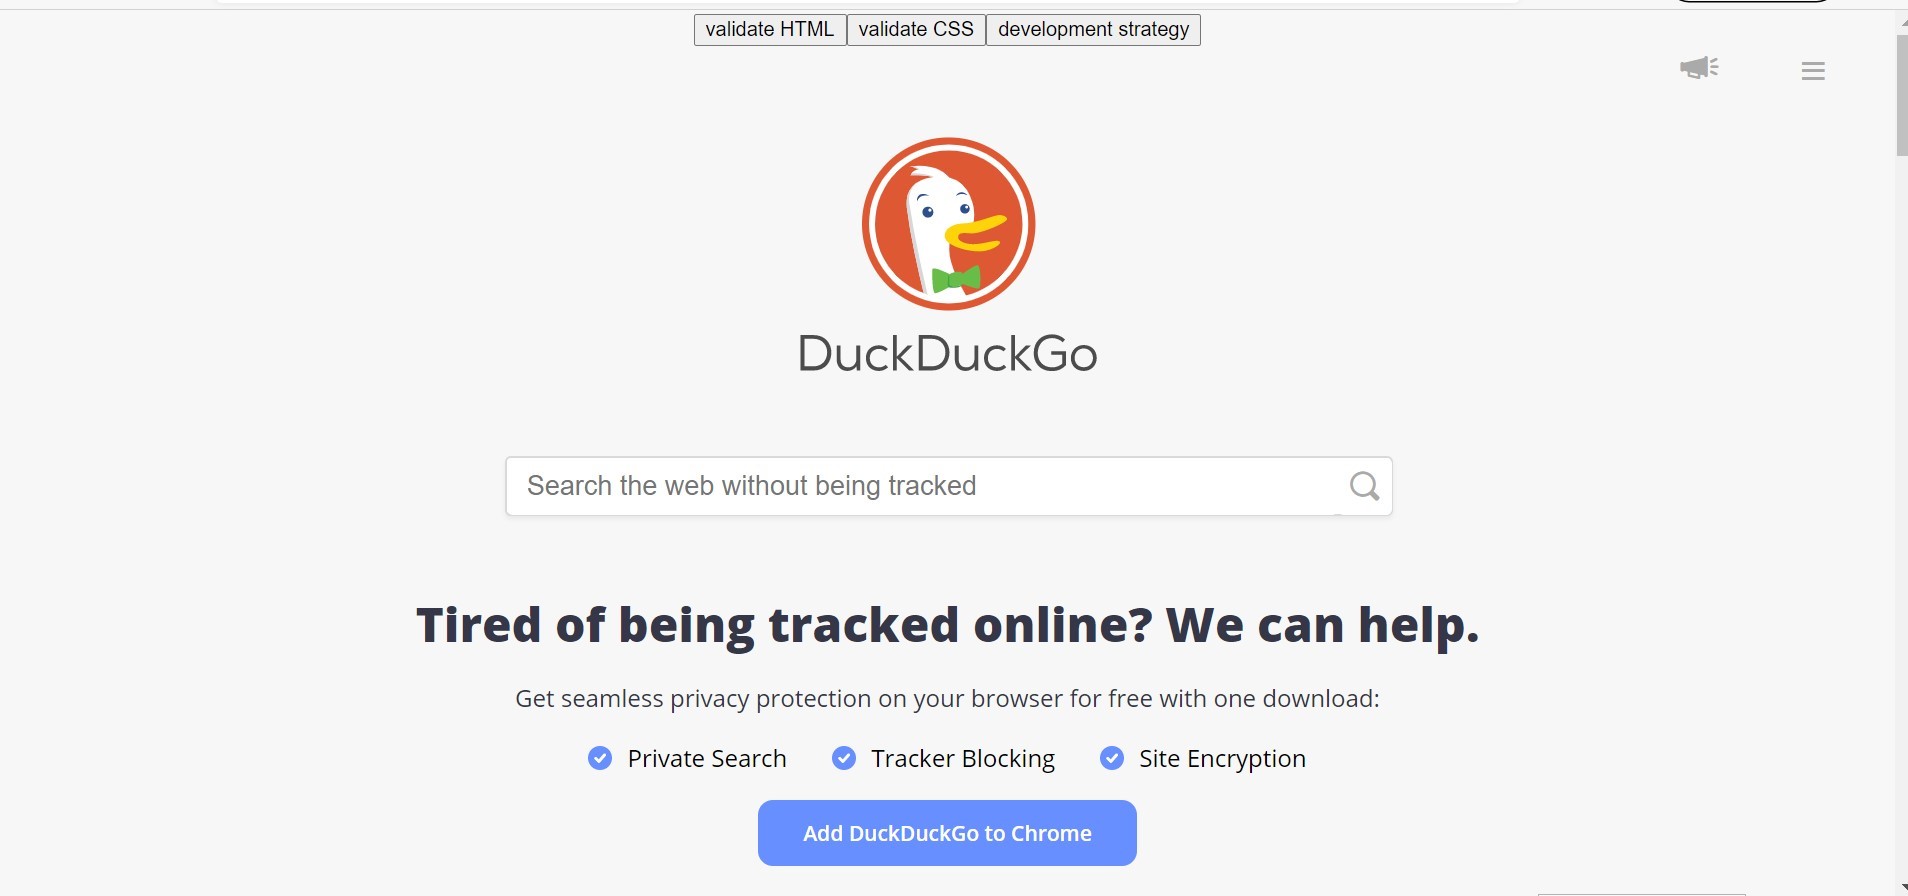 validate HTML validate CSS development strategy
DuckDuckGo
Search the web without being tracked
Tired of being tracked online? We can help.
Get seamless privacy protection on your browser for free with one download:
Private Search Tracker Blocking Site Encryption
Add DuckDuckGo to Chrome